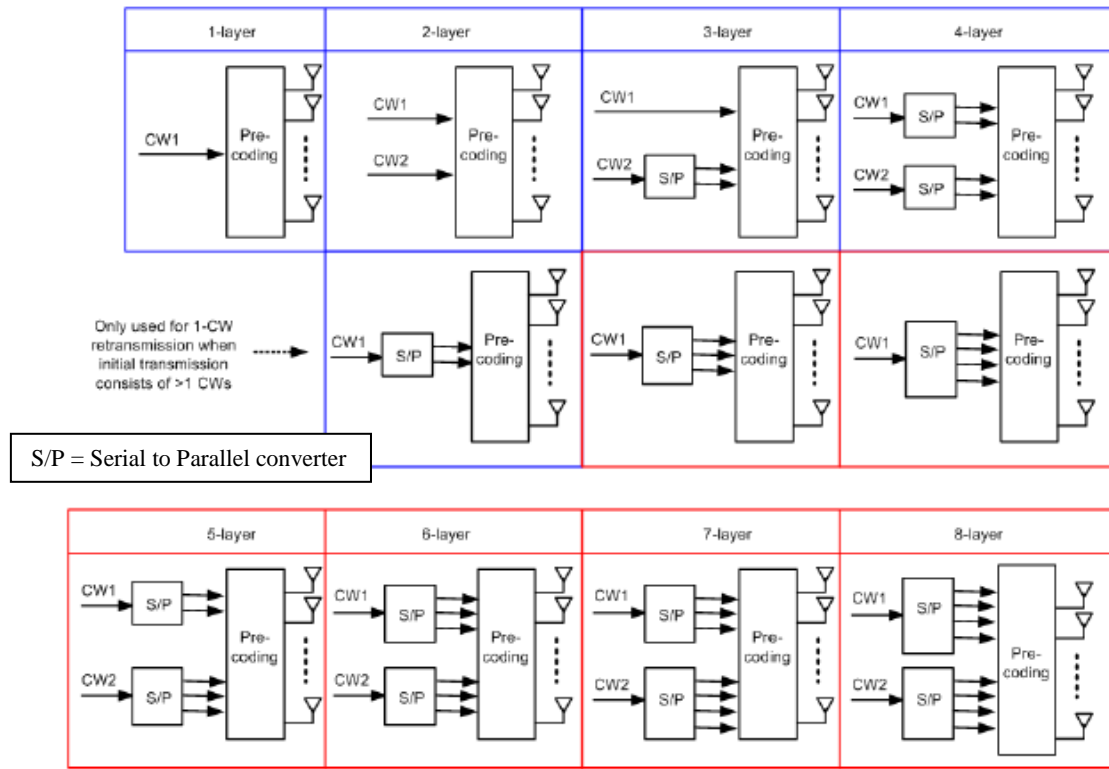 1-layer
2-layer
3-layer
4-layer
CW1
Pre-
coding
CW1
CW2
Pre-
coding
CW1
CW2
S/P
Pre-
coding
CW1
S/P
CW2
S/P
Pre-
coding
Only used for 1-CW
retransmission when
initial transmission
consists of >1 CWs
CW1
S/P
Pre-
coding
CW1
S/P
Pre-
coding
CW1
S/P
Pre-
coding
S/P = Serial to Parallel converter
5-layer
6-layer
7-layer
8-layer
CW1
S/P
CW2
S/P
Pre-
coding
CW1
S/P
CW2
S/P
Pre-
coding
CW1
S/P
CW2
S/P
Pre-
coding
CW1
S/P
CW2
S/P
Pre-
coding